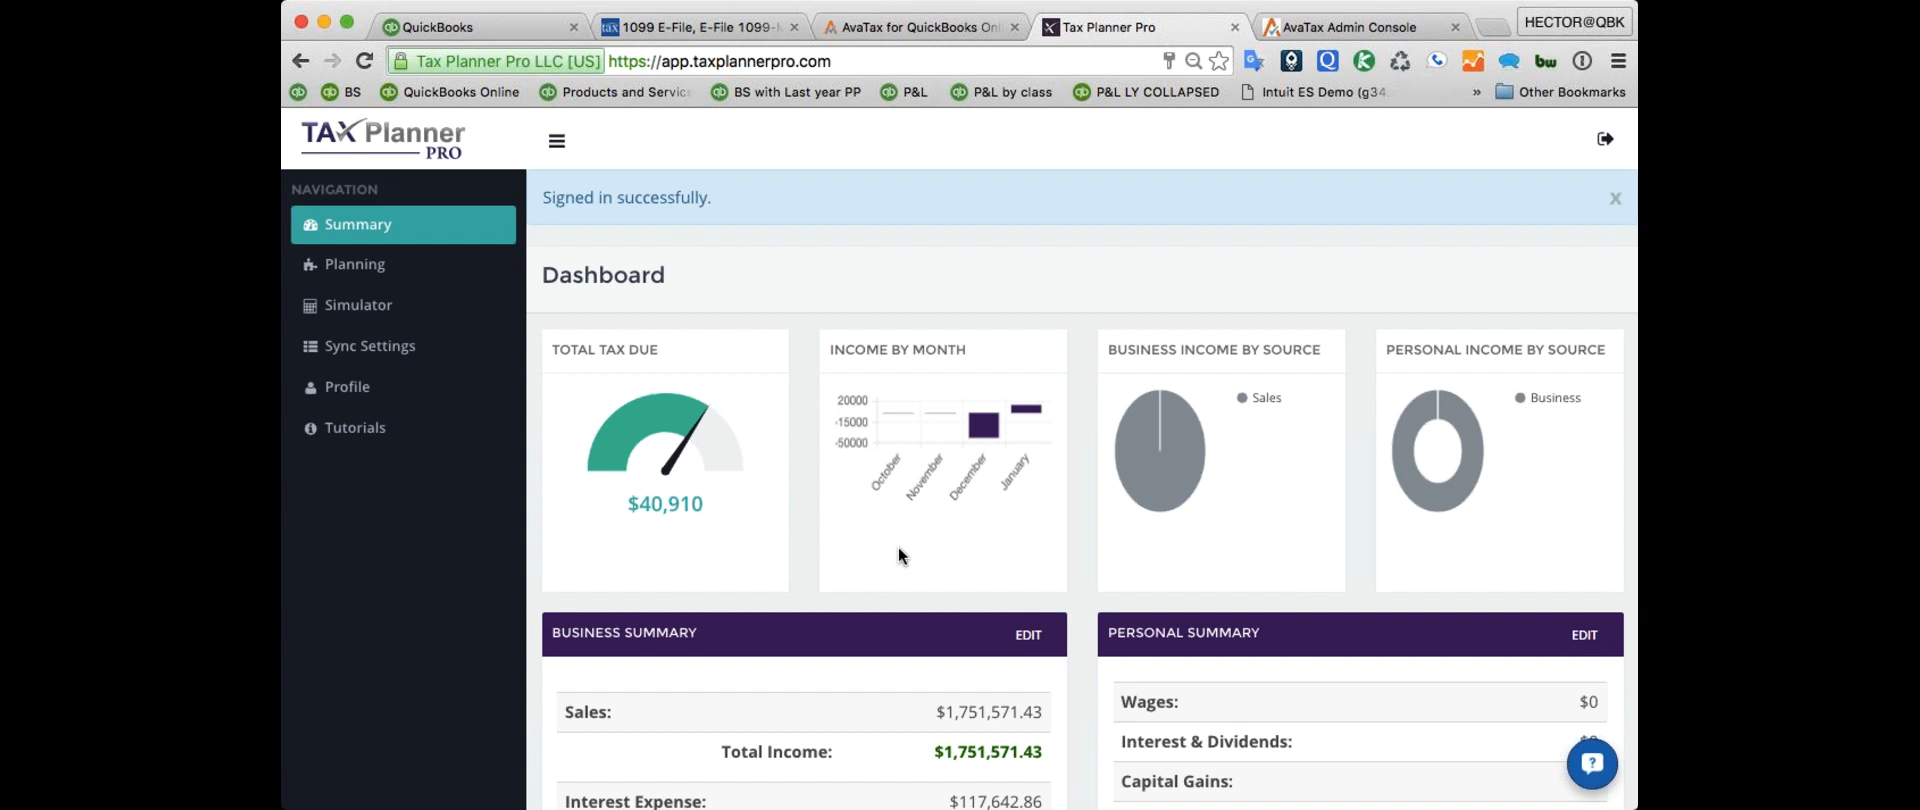 QuickBooks
tax 1099 E-File, E-File 1099-
AvaTax for QuickBooks Onl
Tax Planner Pro
AvaTax Admin Console
HECTOR@QBK
Tax Planner Pro LLC [US] https://app.taxplannerpro.com
bw
BS
QuickBooks Online
Products and Servic
BS with Last year PP
P&L
P&L by class
P&L LY COLLAPSED
Intuit ES Demo (g34
»
Other Bookmarks
TAX Planner
PRO
Signed in successfully.
x
NAVIGATION
Summary
Planning
Simulator
Sync Settings
Profile
Tutorials
Dashboard
TOTAL TAX DUE
$40,910
INCOME BY MONTH
20000
-15000
-50000
October
November
December
January
BUSINESS INCOME BY SOURCE
Sales
PERSONAL INCOME BY SOURCE
Business
BUSINESS SUMMARY EDIT
Sales: $1,751,571.43
Total Income: $1,751,571.43
Interest Expense: $117,642.86
PERSONAL SUMMARY EDIT
Wages: $0
Interest & Dividends:
Capital Gains: